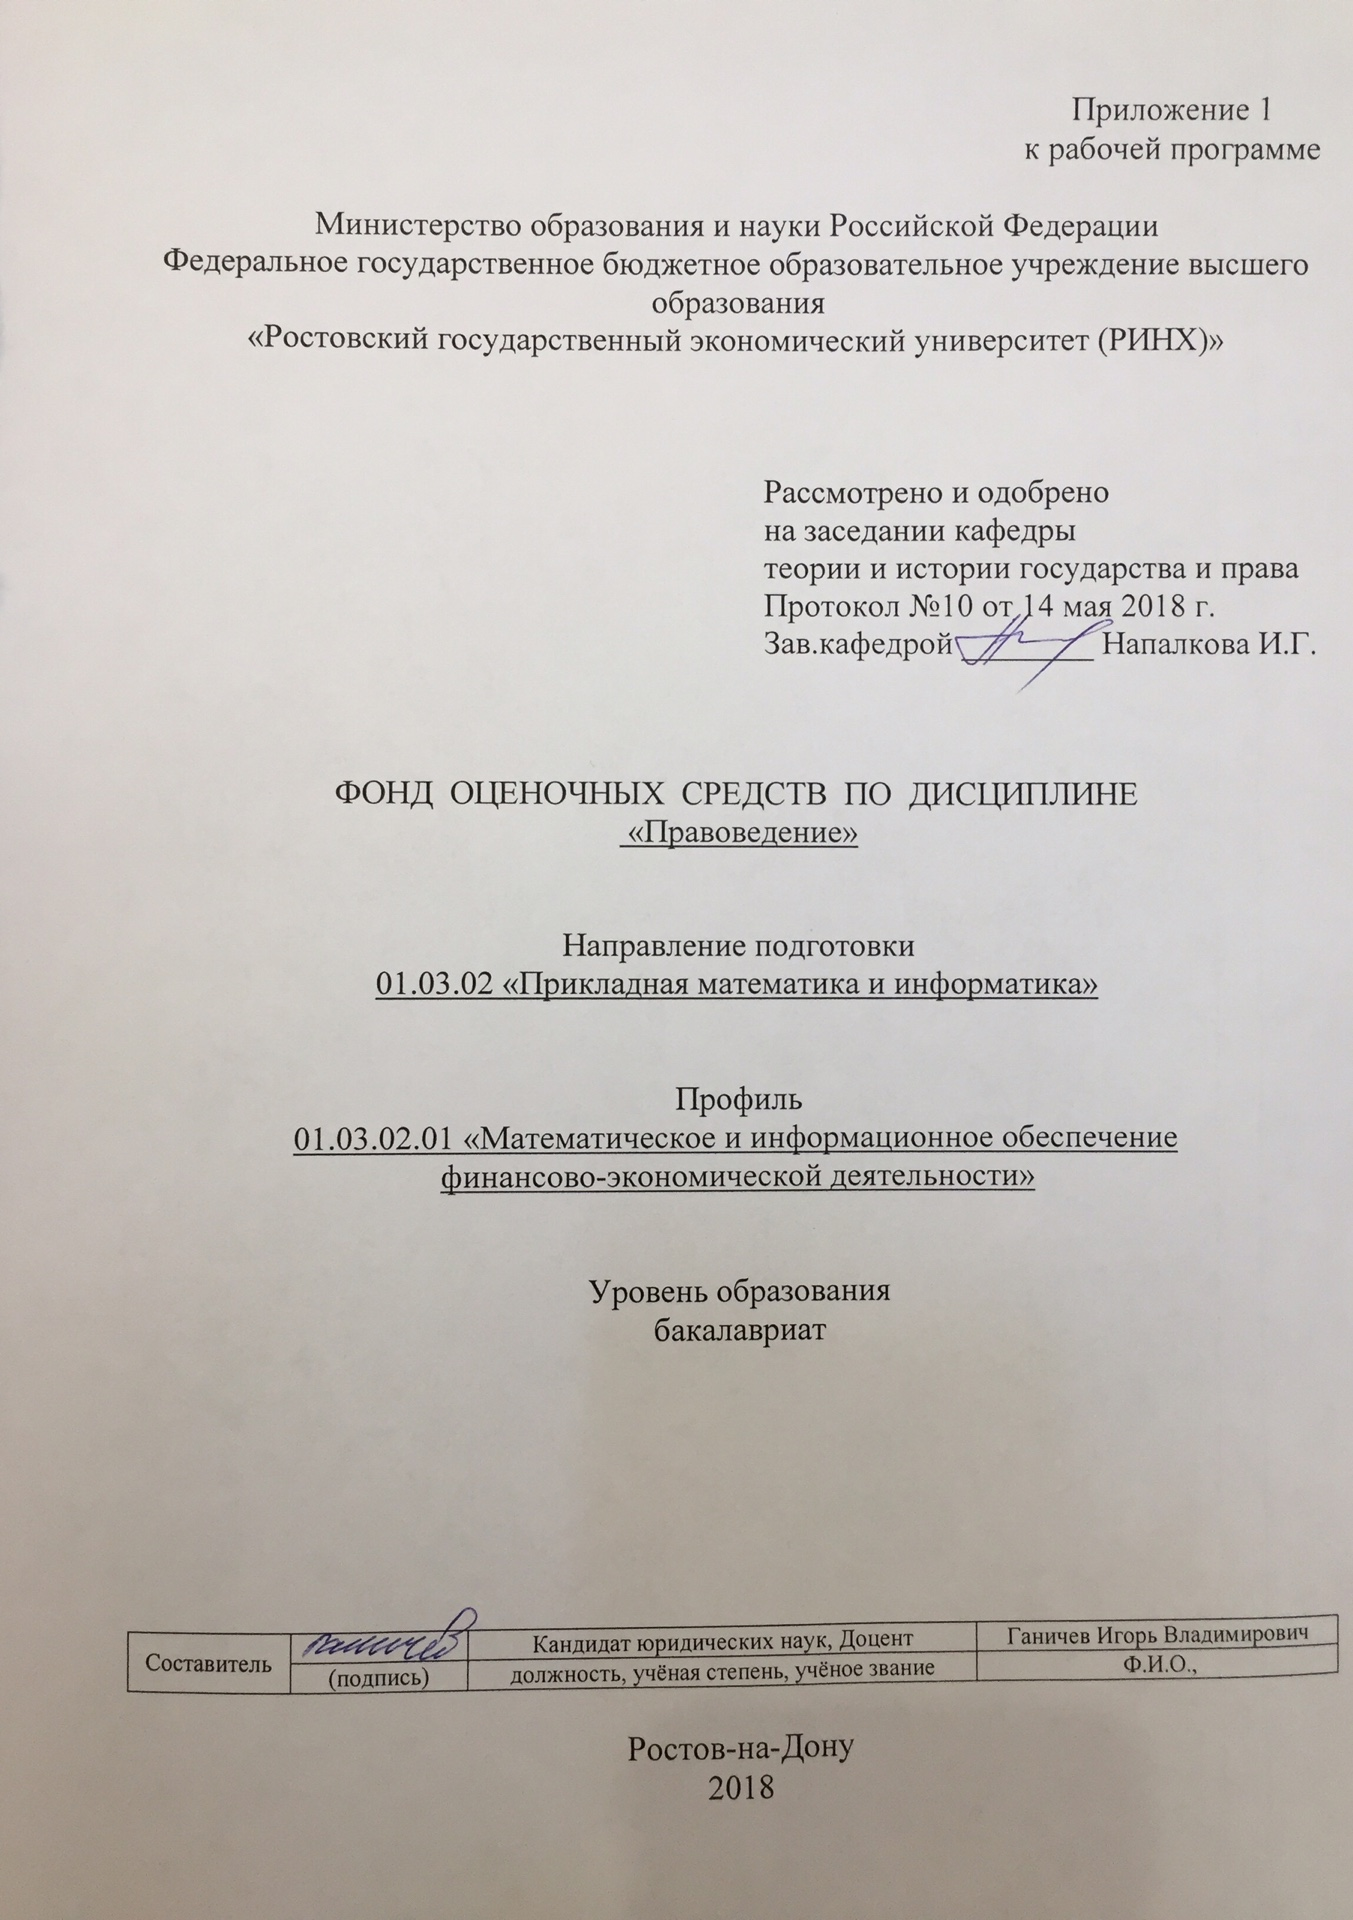 Приложение 1
к рабочей программе
Министерство образования и науки Российской Федерации
Федеральное государственное бюджетное образовательное учреждение высшего
образования
«Ростовский государственный экономический университет (РИНХ)»
Рассмотрено и одобрено
на заседании кафедры
теории и истории государства и права
Протокол №10 от 14 мая 2018 г.
Зав.кафедрой ________ Напалкова И.Г.
ФОНД ОЦЕНОЧНЫХ СРЕДСТВ ПО ДИСЦИПЛИНЕ
«Правоведение»
Направление подготовки
01.03.02 «Прикладная математика и информатика»
Профиль
01.03.02.01 «Математическое и информационное обеспечение
финансово-экономической деятельности»
Уровень образования
бакалавриат
Составитель
Ганичев
Кандидат юридических наук, Доцент
Ганичев Игорь Владимирович
(подпись)
должность, учёная степень, учёное звание
Ф.И.О.,
Ростов-на-Дону
2018